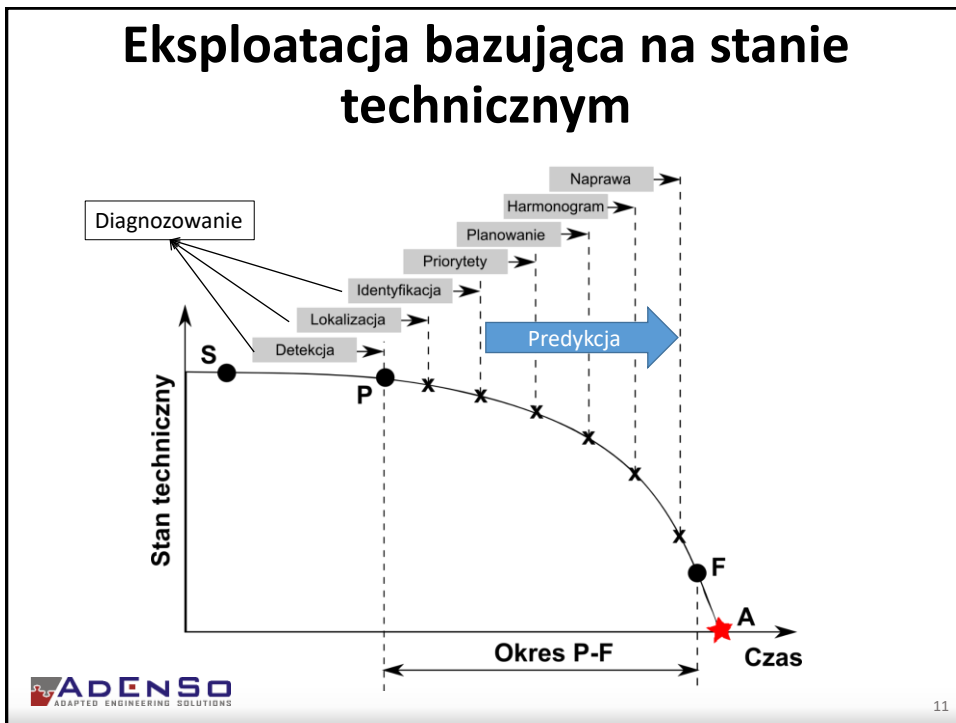 Eksploatacja bazująca na stanie
technicznym
Naprawa
Harmonogram
Diagnozowanie
Planowanie
Priorytety
Identyfikacja
Lokalizacja
Predykcja
Detekcja
S
P
Stan techniczny
F
A
Okres P-F
Czas
ADENSO
ADAPTED ENGINEERING SOLUTIONS
11